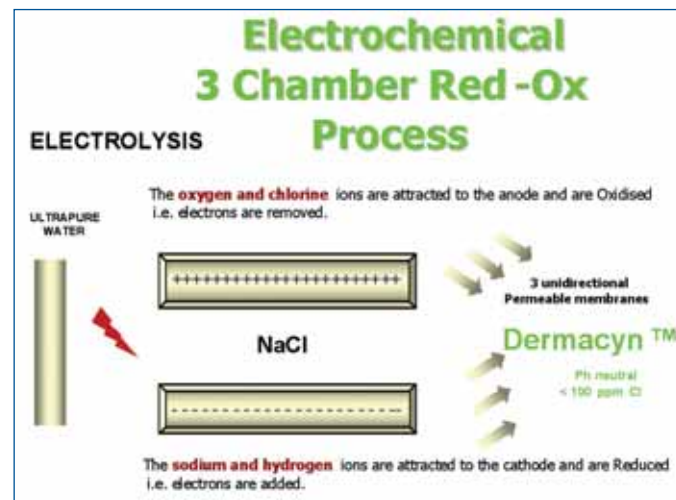 Electrochemical
3 Chamber Red -Ox
Process
ELECTROLYSIS
The oxygen and chlorine ions are attracted to the anode and are Oxidised
i.e. electrons are removed.
ULTRAPURE
WATER
+++++++++++++++++++++++
3 unidirectional
Permeable membranes
NaCl
Dermacyn ™
Ph neutral
< 100 ppm Cl
- - - - - - - - - - - - - - - - - - - - - - -
The sodium and hydrogen ions are attracted to the cathode and are Reduced
i.e. electrons are added.